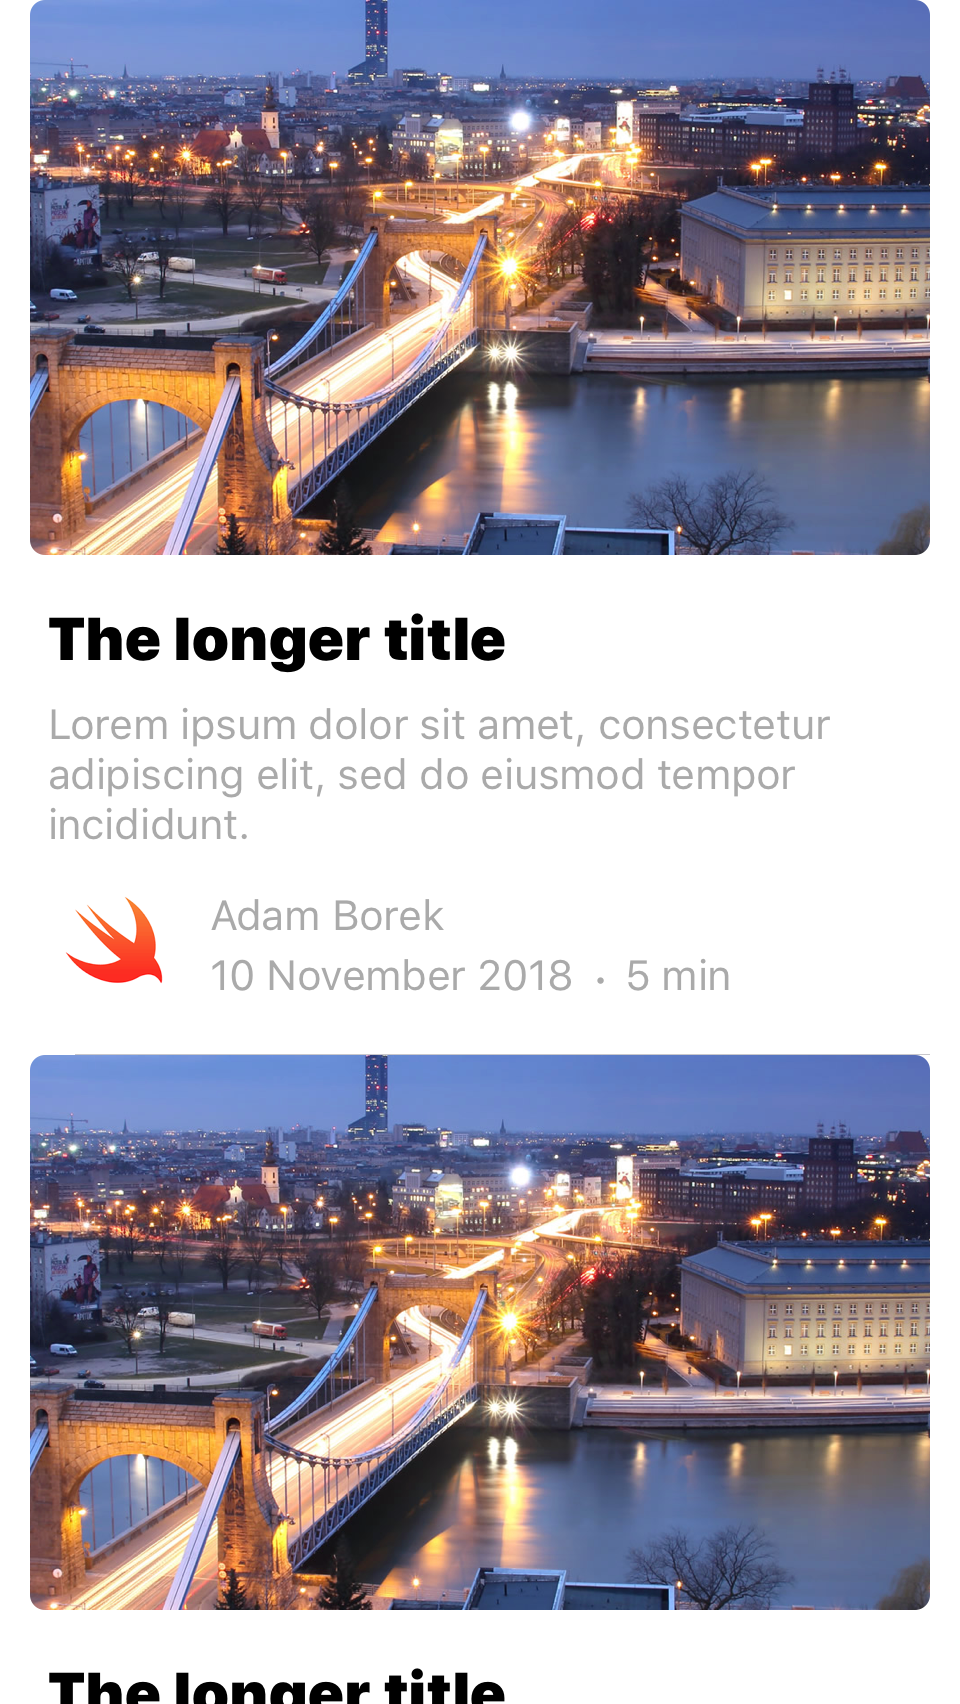 The longer title
Lorem ipsum dolor sit amet, consectetur
adipiscing elit, sed do eiusmod tempor
incididunt.
Adam Borek
10 November 2018 · 5 min
The longer title